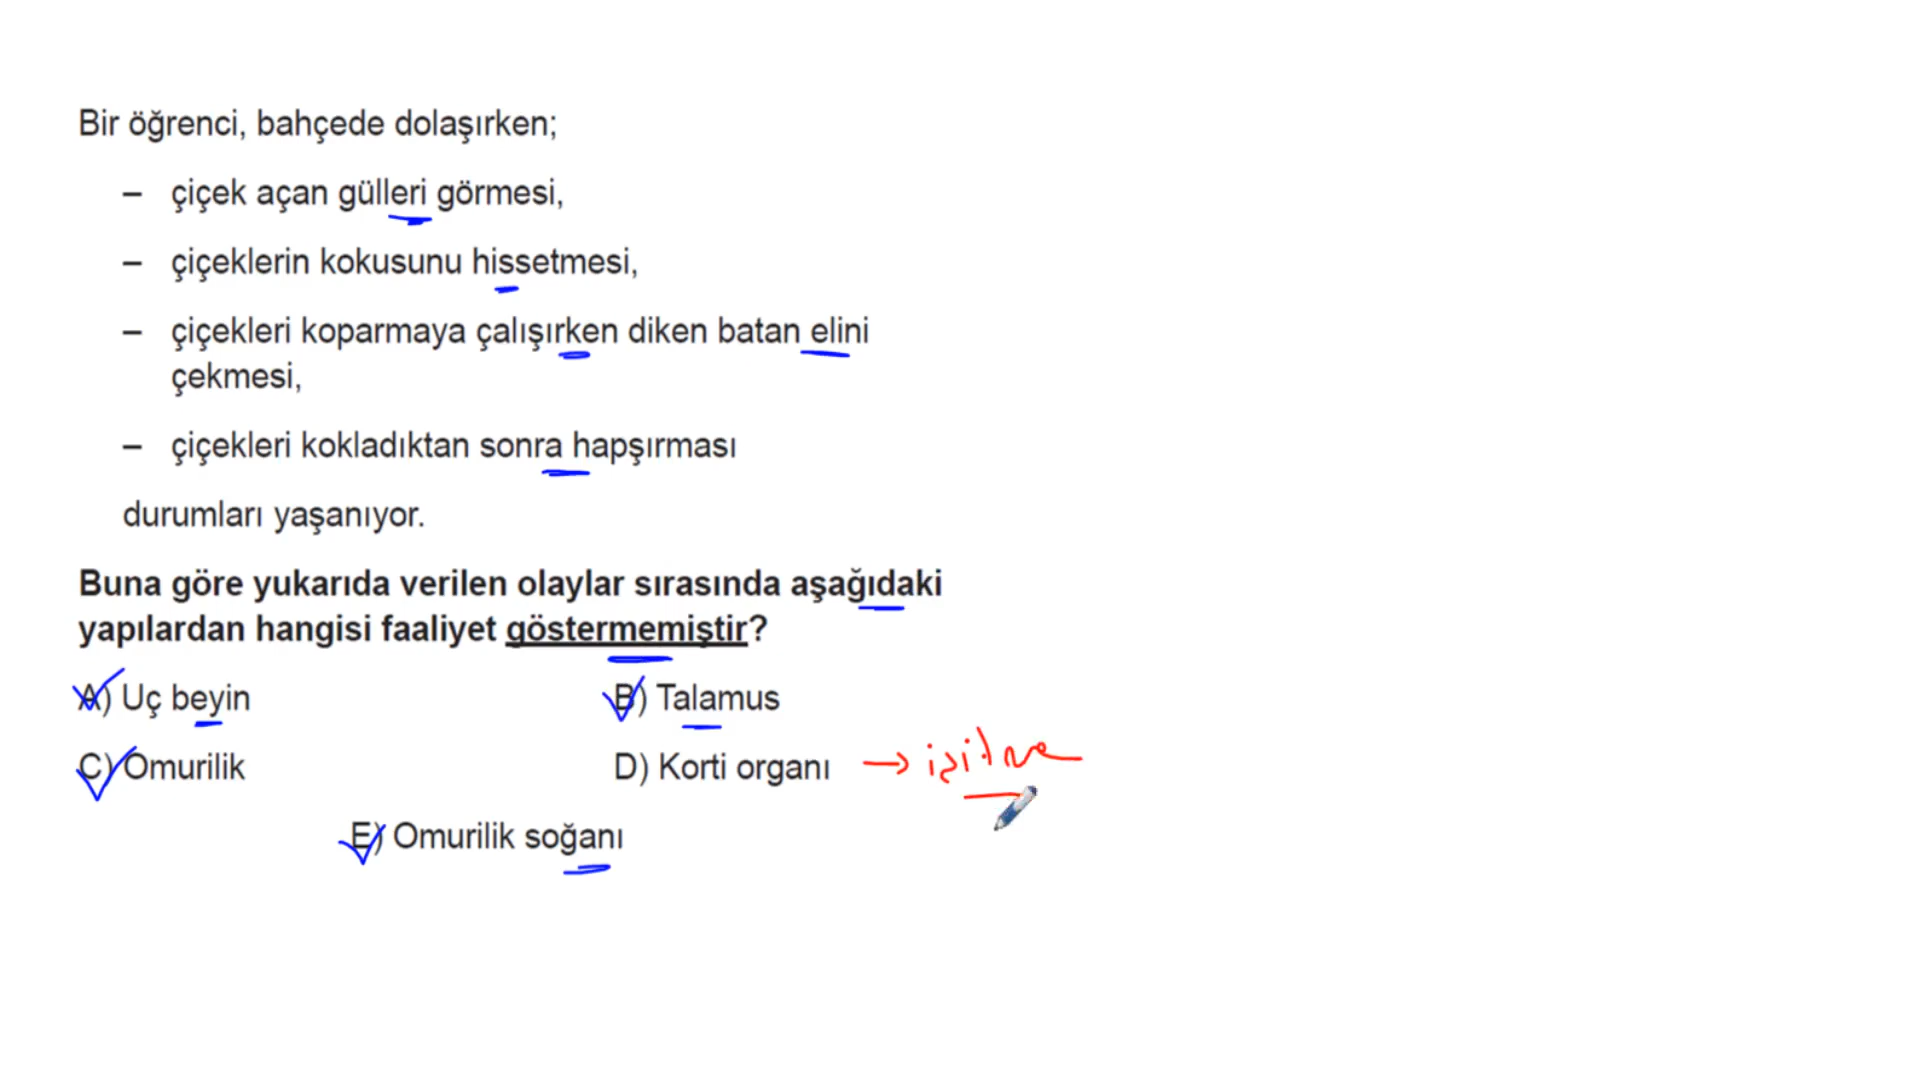 Bir öğrenci, bahçede dolaşırken;
– çiçek açan gülleri görmesi,
– çiçeklerin kokusunu hissetmesi,
– çiçekleri koparmaya çalışırken diken batan elini
çekmesi,
– çiçekleri kokladıktan sonra hapşırması
durumları yaşanıyor.
Buna göre yukarıda verilen olaylar sırasında aşağıdaki
yapılardan hangisi faaliyet göstermemiştir?
A) Uç beyin B) Talamus
C) Omurilik D) Korti organı → işitme
E) Omurilik soğanı